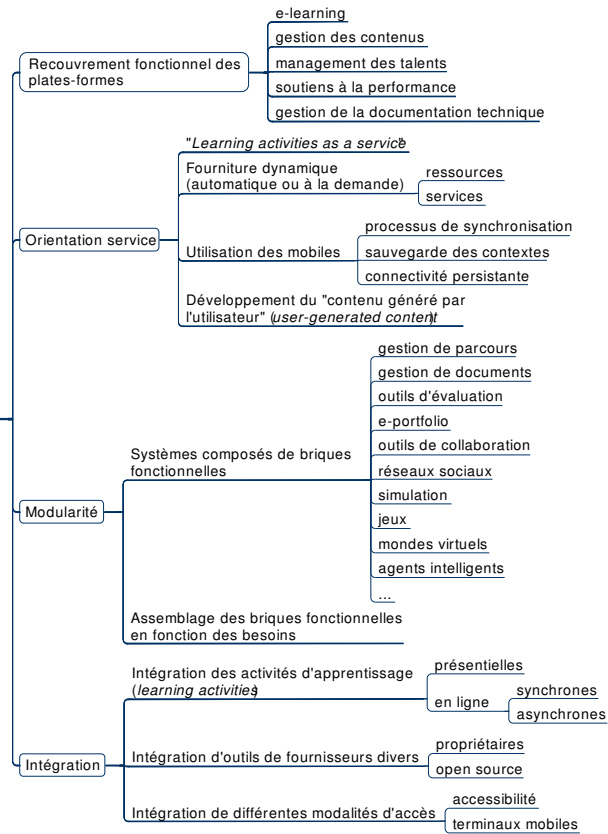 Recouvrement fonctionnel des
plates-formes
e-learning
gestion des contenus
management des talents
soutiens à la performance
gestion de la documentation technique
Orientation service
"Learning activities as a service"
Fourniture dynamique
(automatique ou à la demande)
ressources
services
Utilisation des mobiles
processus de synchronisation
sauvegarde des contextes
connectivité persistante
Développement du "contenu généré par
l'utilisateur" (user-generated content)
Modularité
Systèmes composés de briques
fonctionnelles
gestion de parcours
gestion de documents
outils d'évaluation
e-portfolio
outils de collaboration
réseaux sociaux
simulation
jeux
mondes virtuels
agents intelligents
...
Assemblage des briques fonctionnelles
en fonction des besoins
Intégration
Intégration des activités d'apprentissage
(learning activities)
présentielles
en ligne
synchrones
asynchrones
Intégration d'outils de fournisseurs divers
propriétaires
open source
Intégration de différentes modalités d'accès
accessibilité
terminaux mobiles